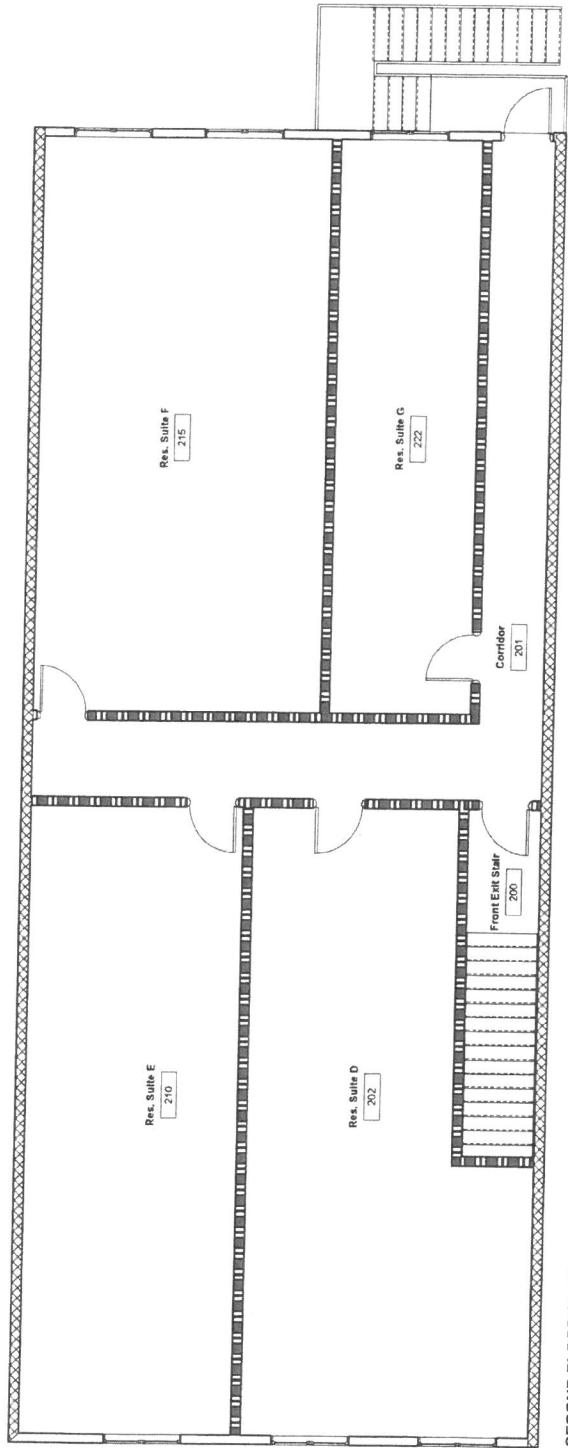 Res. Suite F
215
Res. Suite G
222
Corridor
201
Front Exit Stair
200
Res. Suite E
210
Res. Suite D
202